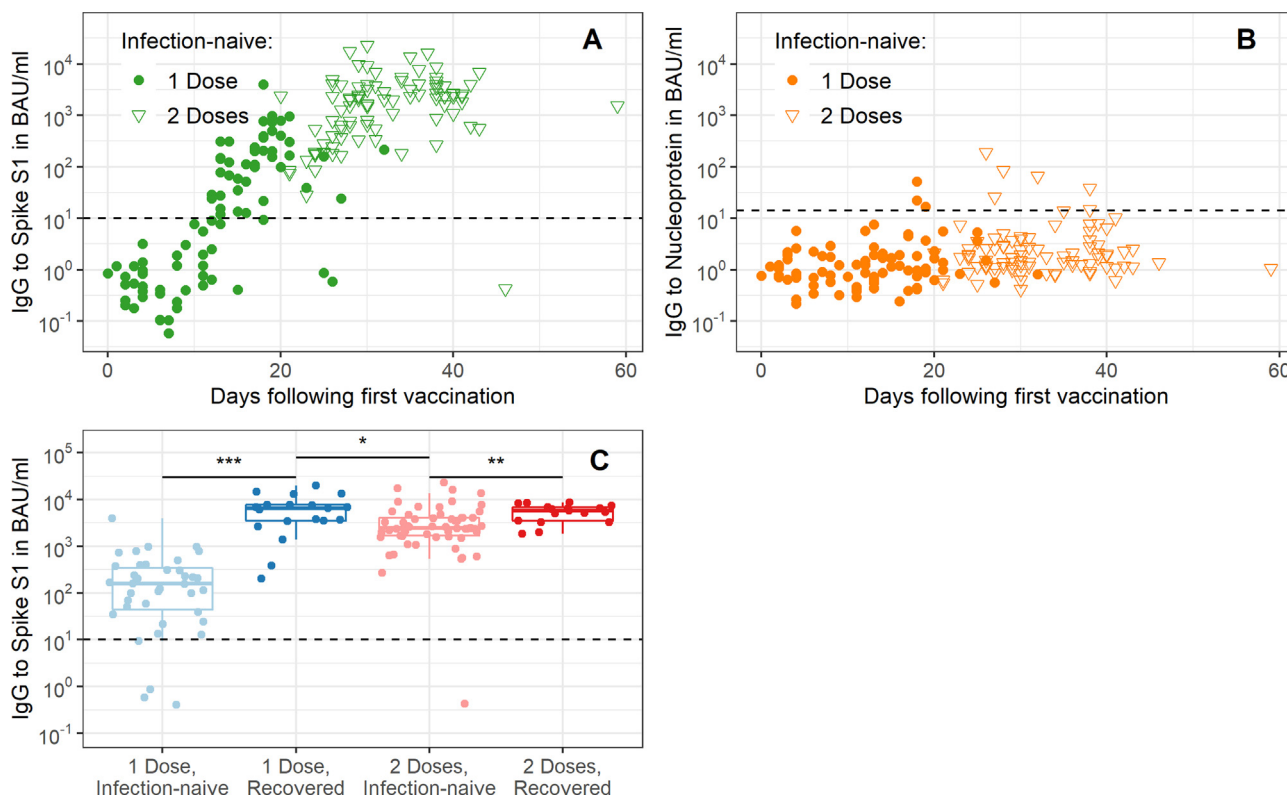 A
Infection-naive:
1 Dose
2 Doses
IgG to Spike S1 in BAU/ml
10^4
10^3
10^2
10^1
10^0
10^-1
0
20
40
60
Days following first vaccination
B
Infection-naive:
1 Dose
2 Doses
IgG to Nucleoprotein in BAU/ml
10^4
10^3
10^2
10^1
10^0
10^-1
0
20
40
60
Days following first vaccination
C
IgG to Spike S1 in BAU/ml
10^5
10^4
10^3
10^2
10^1
10^0
10^-1
***
*
**
1 Dose,
Infection-naive
1 Dose,
Recovered
2 Doses,
Infection-naive
2 Doses,
Recovered